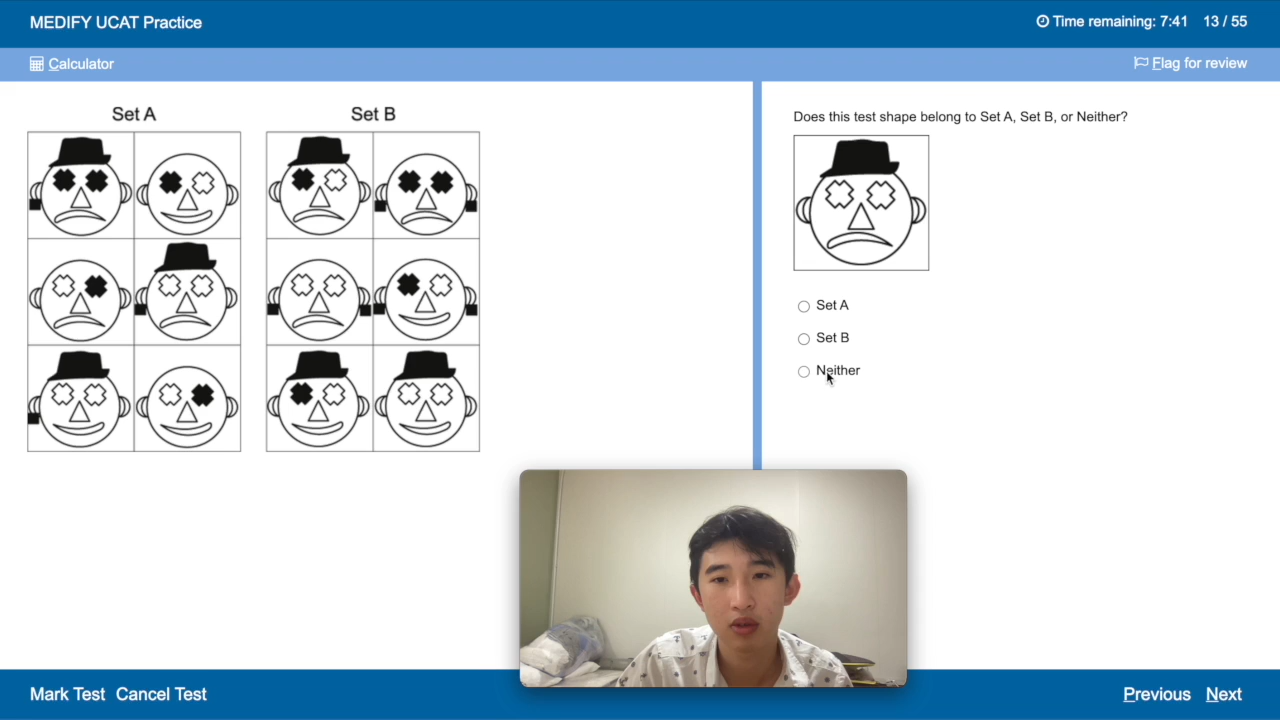 MEDIFY UCAT Practice
Time remaining: 7:41 13 / 55
Calculator
Flag for review
Set A
Set B
Does this test shape belong to Set A, Set B, or Neither?
Set A
Set B
Neither
Mark Test Cancel Test
Previous Next